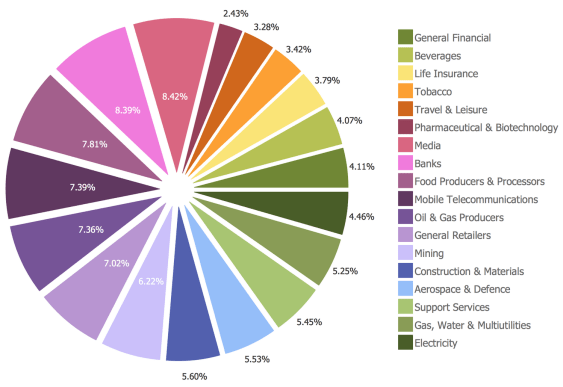 2.43%
3.28%
3.42%
3.79%
4.07%
4.11%
4.46%
5.25%
5.45%
5.53%
5.60%
6.22%
7.02%
7.36%
7.39%
7.81%
8.39%
8.42%
General Financial
Beverages
Life Insurance
Tobacco
Travel & Leisure
Pharmaceutical & Biotechnology
Media
Banks
Food Producers & Processors
Mobile Telecommunications
Oil & Gas Producers
General Retailers
Mining
Construction & Materials
Aerospace & Defence
Support Services
Gas, Water & Multiutilities
Electricity